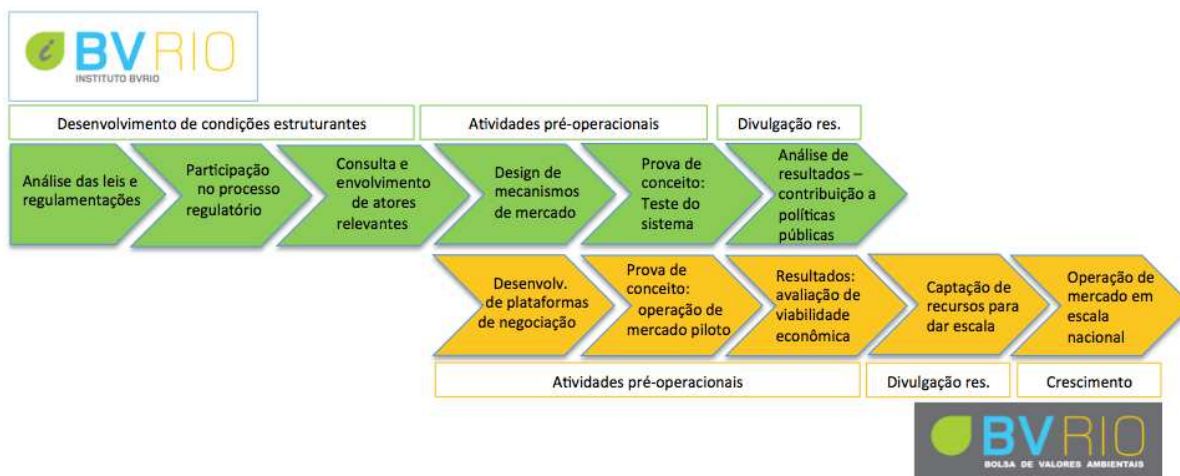 i BVRIO
INSTITUTO BVRIO
Desenvolvimento de condições estruturantes
Atividades pré-operacionais
Divulgação res.
Análise das leis e
regulamentações
Participação
no processo
regulatório
Consulta e
envolvimento
de atores
relevantes
Design de
mecanismos
de mercado
Prova de
conceito:
Teste do
sistema
Análise de
resultados –
contribuição a
políticas
públicas
Desenvolv.
de plataformas
de negociação
Prova de
conceito:
operação de
mercado piloto
Resultados:
avaliação de
viabilidade
econômica
Captação de
recursos para
dar escala
Operação de
mercado em
escala
nacional
Atividades pré-operacionais
Divulgação res.
Crescimento
BVRIO
BOLSA DE VALORES AMBIENTAIS